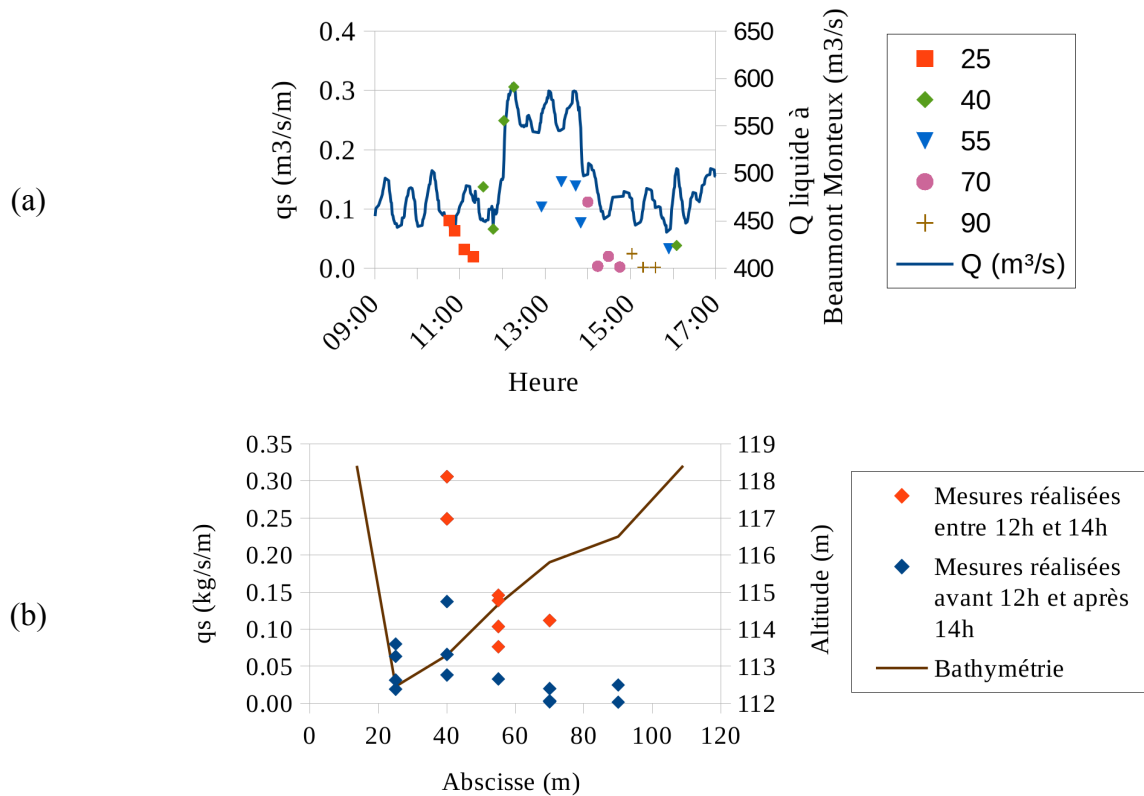 (a)
qs (m3/s/m)
0.4
0.3
0.2
0.1
0.0
650
600
550
500
450
400
Q liquide à
Beaumont Monteux (m3/s)
09:00
11:00
13:00
15:00
17:00
Heure
25
40
55
70
90
Q (m³/s)
(b)
qs (kg/s/m)
0.35
0.30
0.25
0.20
0.15
0.10
0.05
0.00
119
118
117
116
115
114
113
112
Altitude (m)
0
20
40
60
80
100
120
Abscisse (m)
Mesures réalisées
entre 12h et 14h
Mesures réalisées
avant 12h et après
14h
Bathymétrie